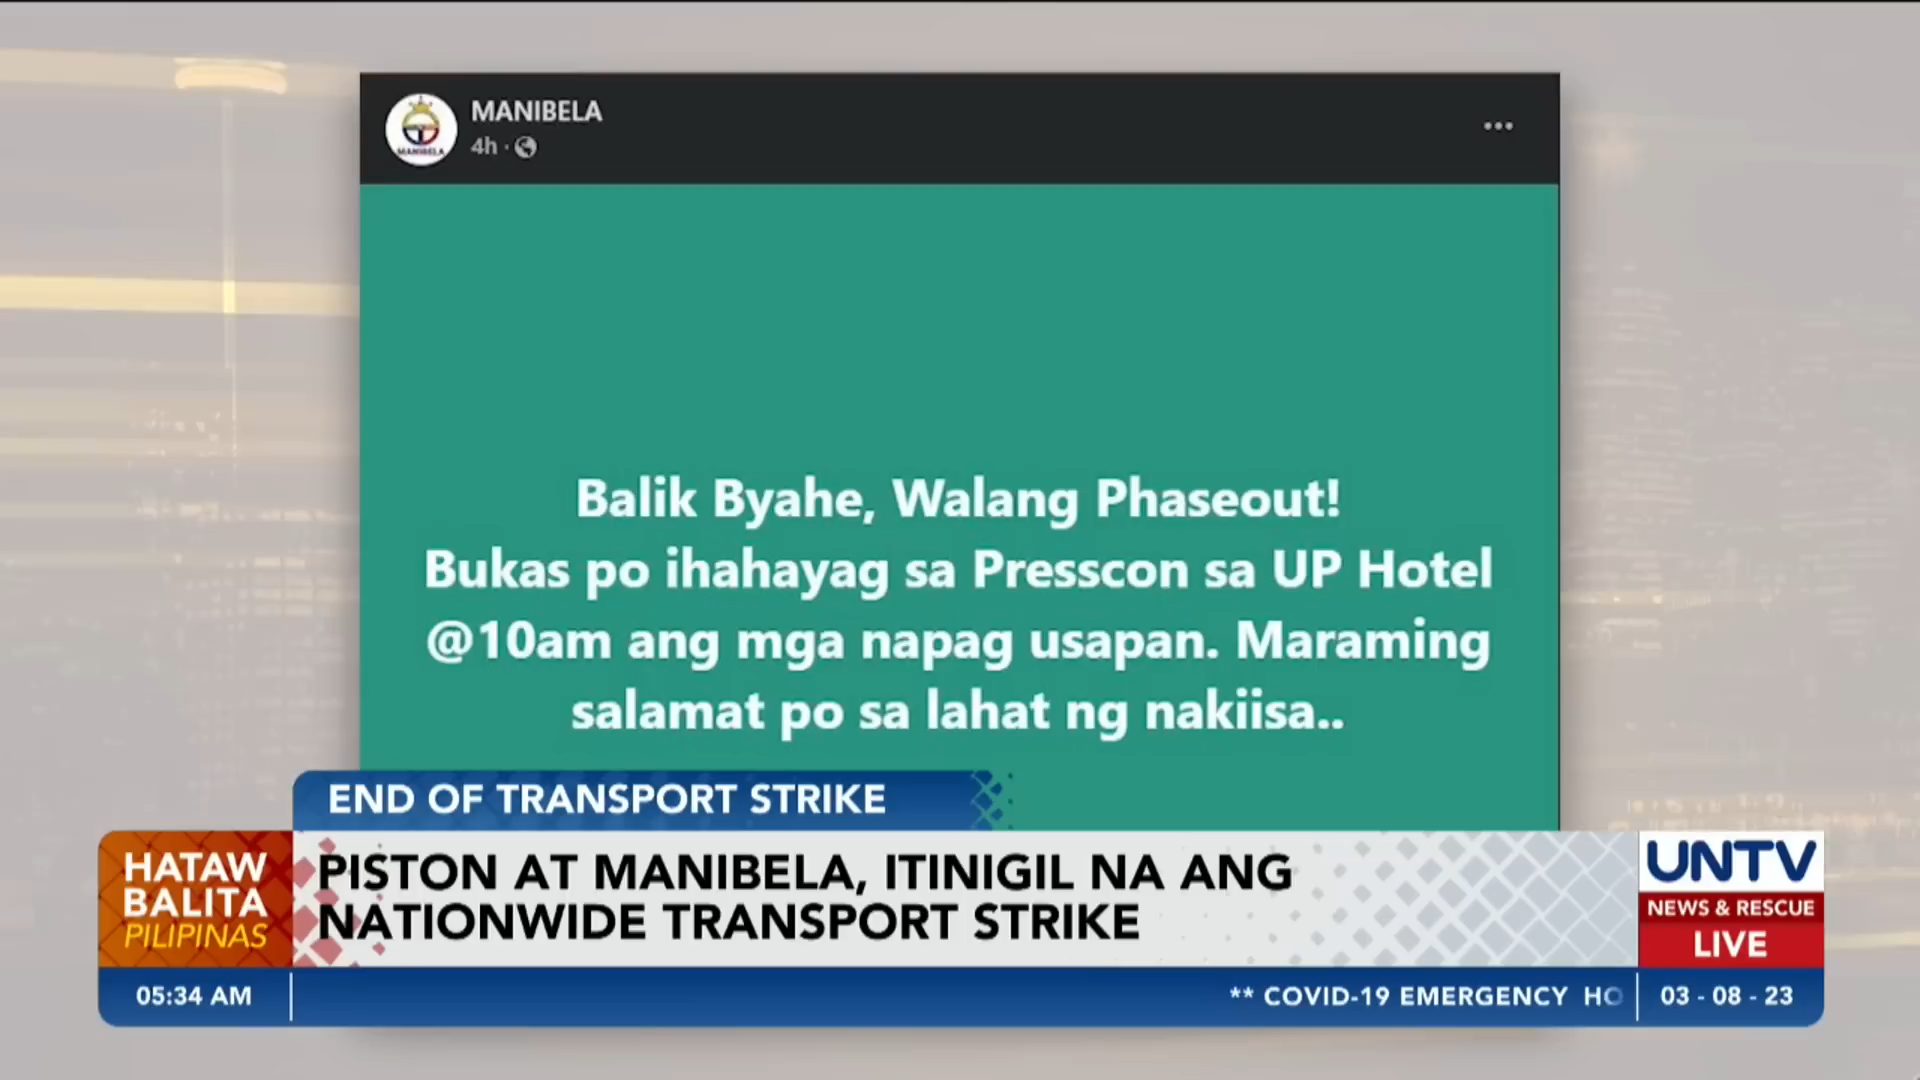 MANIBELA
4h ·
MANIBELA
Balik Byahe, Walang Phaseout!
Bukas po ihahayag sa Presscon sa UP Hotel
@10am ang mga napag usapan. Maraming
salamat po sa lahat ng nakiisa..
END OF TRANSPORT STRIKE
HATAW
BALITA
PILIPINAS
PISTON AT MANIBELA, ITINIGIL NA ANG
NATIONWIDE TRANSPORT STRIKE
UNTV
NEWS & RESCUE
LIVE
05:34 AM
** COVID-19 EMERGENCY HO
03 - 08 - 23